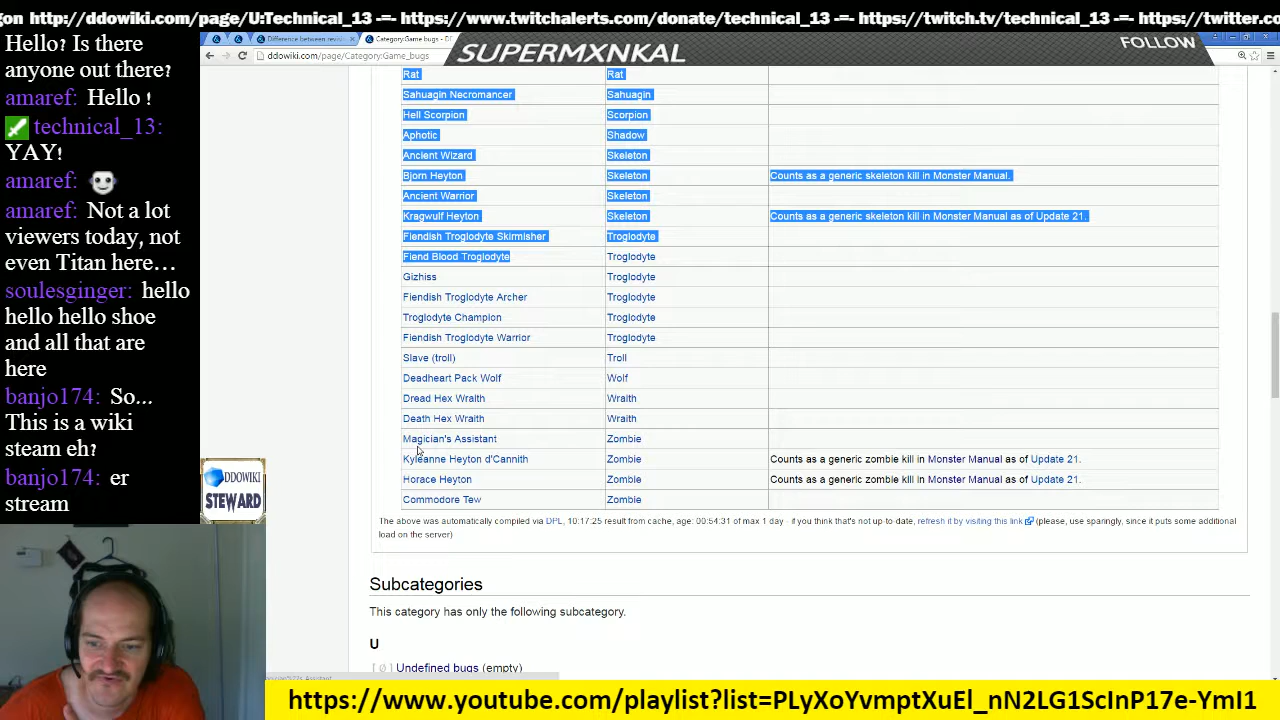 gon http://ddowiki.com/page/U:Technical_13 -=- https://www.twitchalerts.com/donate/technical_13 -=- https://twitch.tv/technical_13 -=- https://twitter.co
Hello? Is there
anyone out there?
amaref: Hello !
technical_13:
YAY!
amaref:
amaref: Not a lot
viewers today, not
even Titan here…
soulesginger: hello
hello hello shoe
and all that are
here
banjo174: So...
This is a wiki
steam eh?
banjo174: er
stream
DDOWIKI
STEWARD
Difference between revisi
Category:Game bugs - D
ddowiki.com/page/Category:Game_bugs
SUPERMXNKAL
FOLLOW
Rat Rat
Sahuagin Necromancer Sahuagin
Hell Scorpion Scorpion
Aphotic Shadow
Ancient Wizard Skeleton
Bjorn Heyton Skeleton Counts as a generic skeleton kill in Monster Manual.
Ancient Warrior Skeleton
Kragwulf Heyton Skeleton Counts as a generic skeleton kill in Monster Manual as of Update 21.
Fiendish Troglodyte Skirmisher Troglodyte
Fiend Blood Troglodyte Troglodyte
Gizhiss Troglodyte
Fiendish Troglodyte Archer Troglodyte
Troglodyte Champion Troglodyte
Fiendish Troglodyte Warrior Troglodyte
Slave (troll) Troll
Deadheart Pack Wolf Wolf
Dread Hex Wraith Wraith
Death Hex Wraith Wraith
Magician's Assistant Zombie
Kyleanne Heyton d'Cannith Zombie Counts as a generic zombie kill in Monster Manual as of Update 21.
Horace Heyton Zombie Counts as a generic zombie kill in Monster Manual as of Update 21.
Commodore Tew Zombie
The above was automatically compiled via DPL, 10:17:25 result from cache, age: 00:54:31 of max 1 day - if you think that's not up-to-date, refresh it by visiting this link (please, use sparingly, since it puts some additional
load on the server)
Subcategories
This category has only the following subcategory.
U
[ Ø ] Undefined bugs (empty)
https://www.youtube.com/playlist?list=PLyXoYvmptXuEl_nN2LG1ScInP17e-YmI1